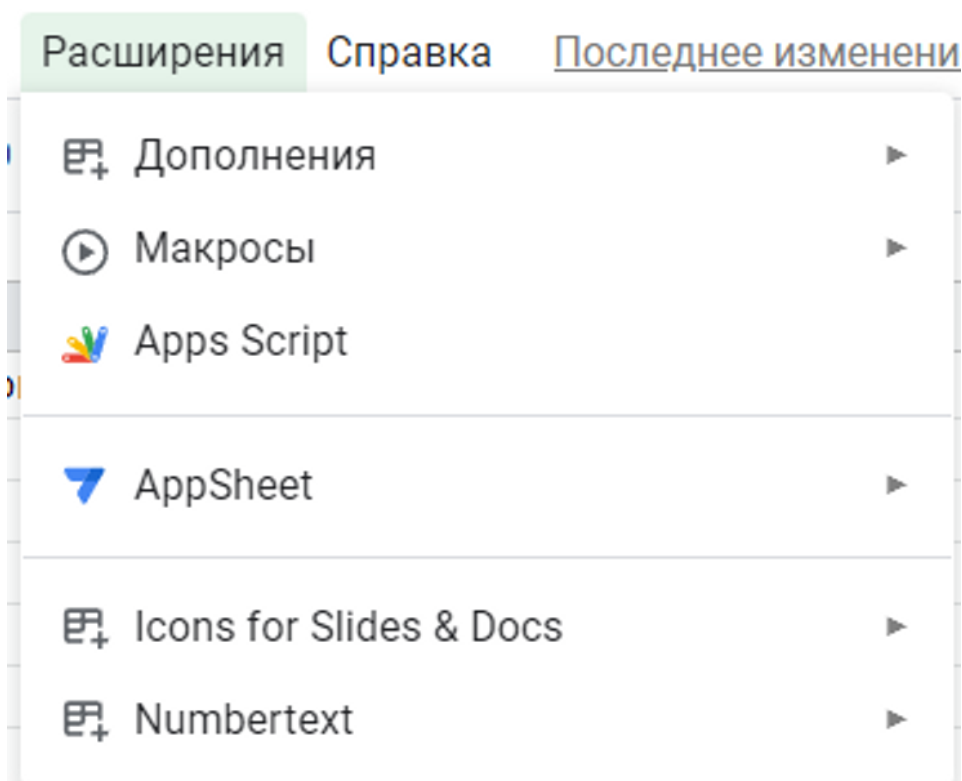 Расширения Справка Последнее изменени
Дополнения
Макросы
Apps Script
AppSheet
Icons for Slides & Docs
Numbertext